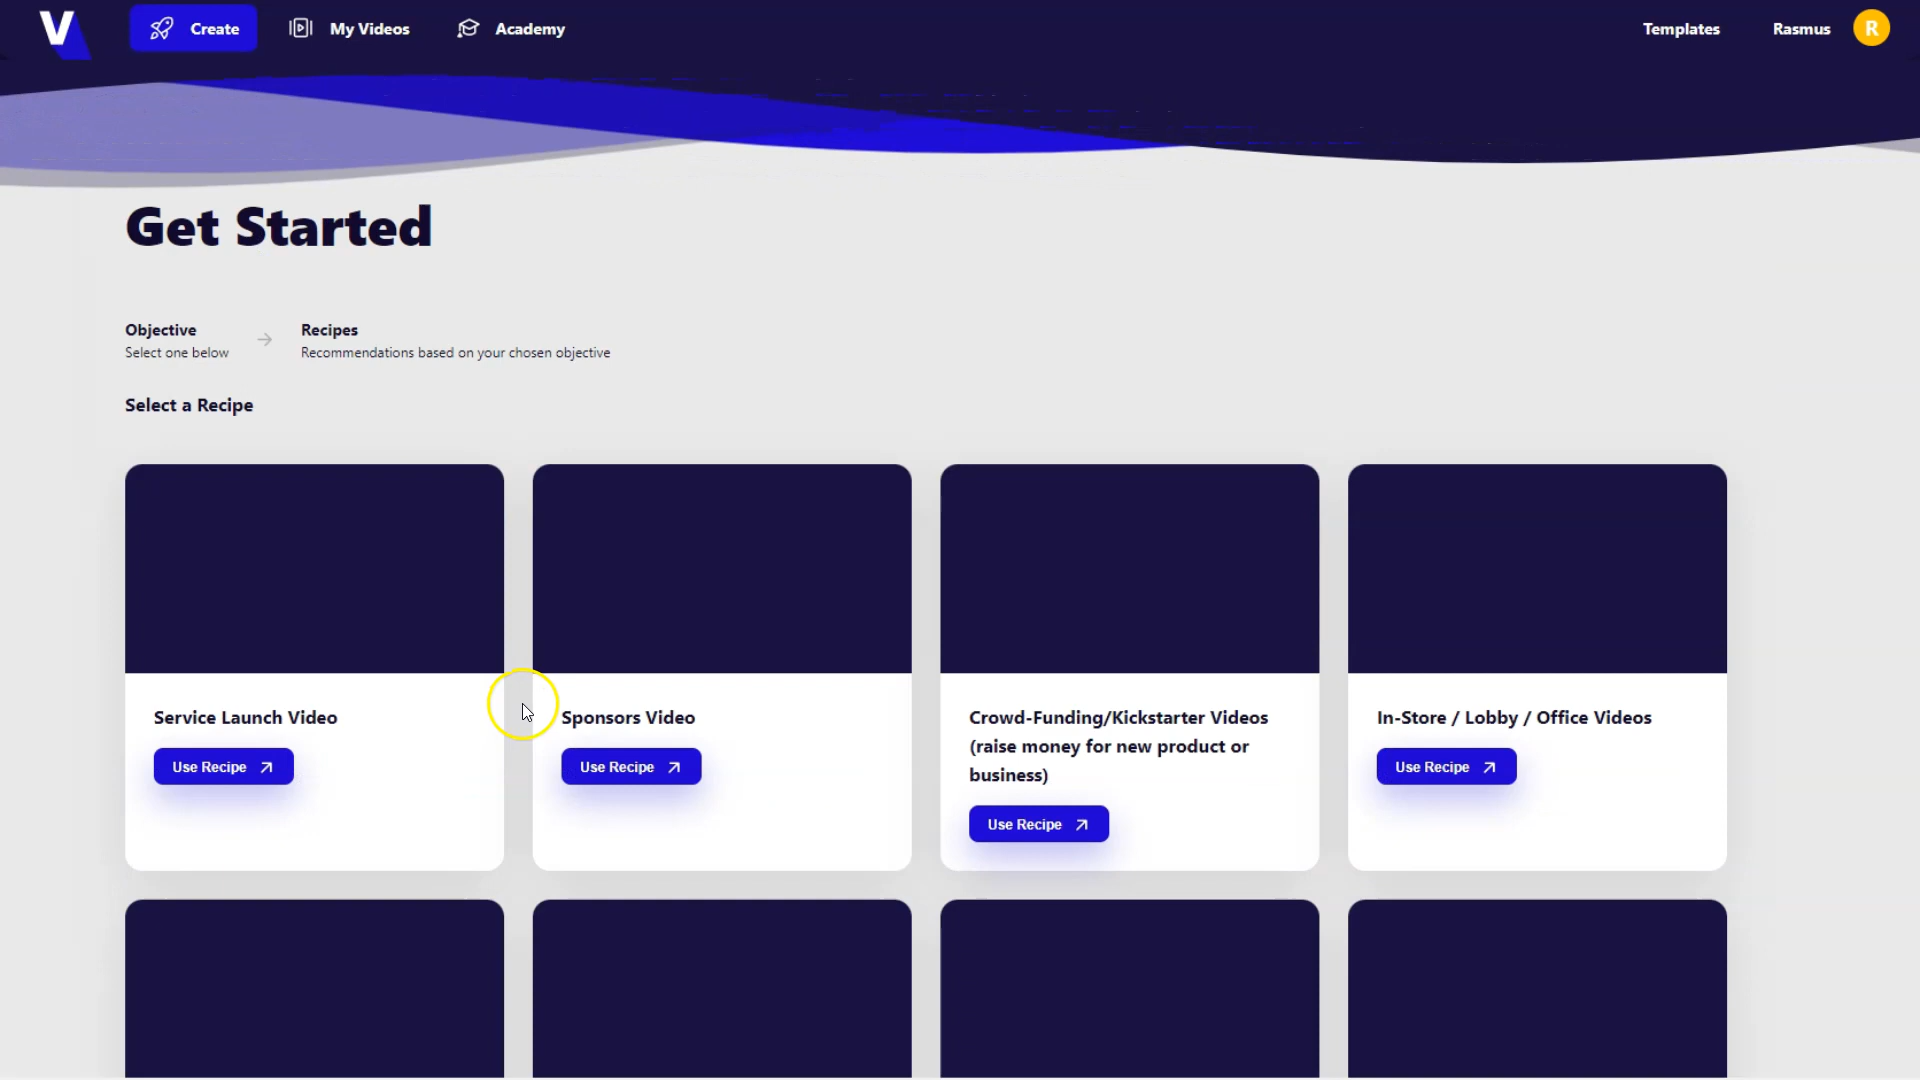 V
Create
My Videos
Academy
Templates
Rasmus
R
Get Started
Objective
Select one below
Recipes
Recommendations based on your chosen objective
Select a Recipe
Service Launch Video
Use Recipe
Sponsors Video
Use Recipe
Crowd-Funding/Kickstarter Videos
(raise money for new product or
business)
Use Recipe
In-Store / Lobby / Office Videos
Use Recipe